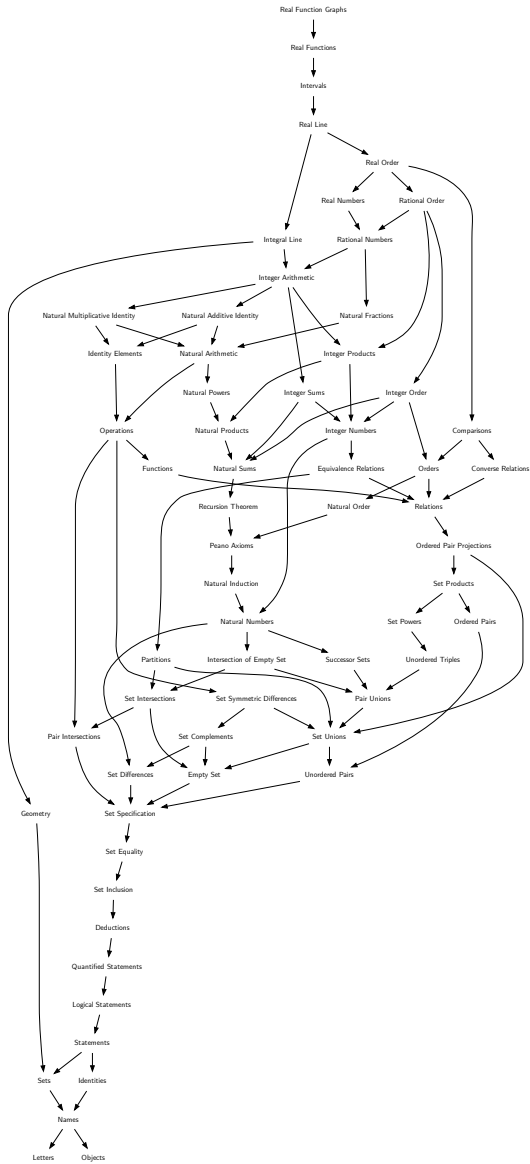 Real Function Graphs
Real Functions
Intervals
Real Line
Real Order
Real Numbers
Rational Order
Integral Line
Rational Numbers
Integer Arithmetic
Natural Multiplicative Identity
Natural Additive Identity
Natural Fractions
Identity Elements
Natural Arithmetic
Integer Products
Natural Powers
Integer Sums
Integer Order
Operations
Natural Products
Integer Numbers
Comparisons
Functions
Natural Sums
Equivalence Relations
Orders
Converse Relations
Recursion Theorem
Natural Order
Relations
Peano Axioms
Ordered Pair Projections
Natural Induction
Set Products
Natural Numbers
Set Powers
Ordered Pairs
Partitions
Intersection of Empty Set
Successor Sets
Unordered Triples
Set Intersections
Set Symmetric Differences
Pair Unions
Pair Intersections
Set Complements
Set Unions
Set Differences
Empty Set
Unordered Pairs
Geometry
Set Specification
Set Equality
Set Inclusion
Deductions
Quantified Statements
Logical Statements
Statements
Sets
Identities
Names
Letters
Objects